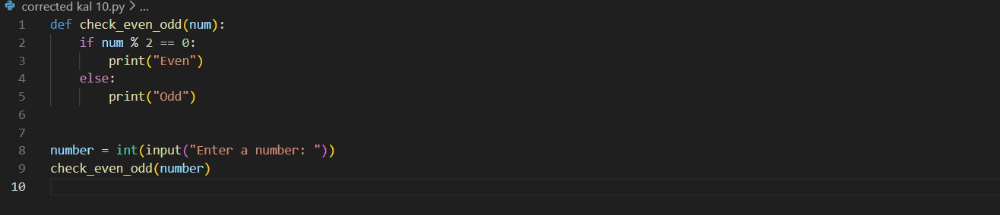 corrected kal 10.py > ...
1 def check_even_odd(num):
2     if num % 2 == 0:
3         print("Even")
4     else:
5         print("Odd")
6
7
8 number = int(input("Enter a number: "))
9 check_even_odd(number)
10